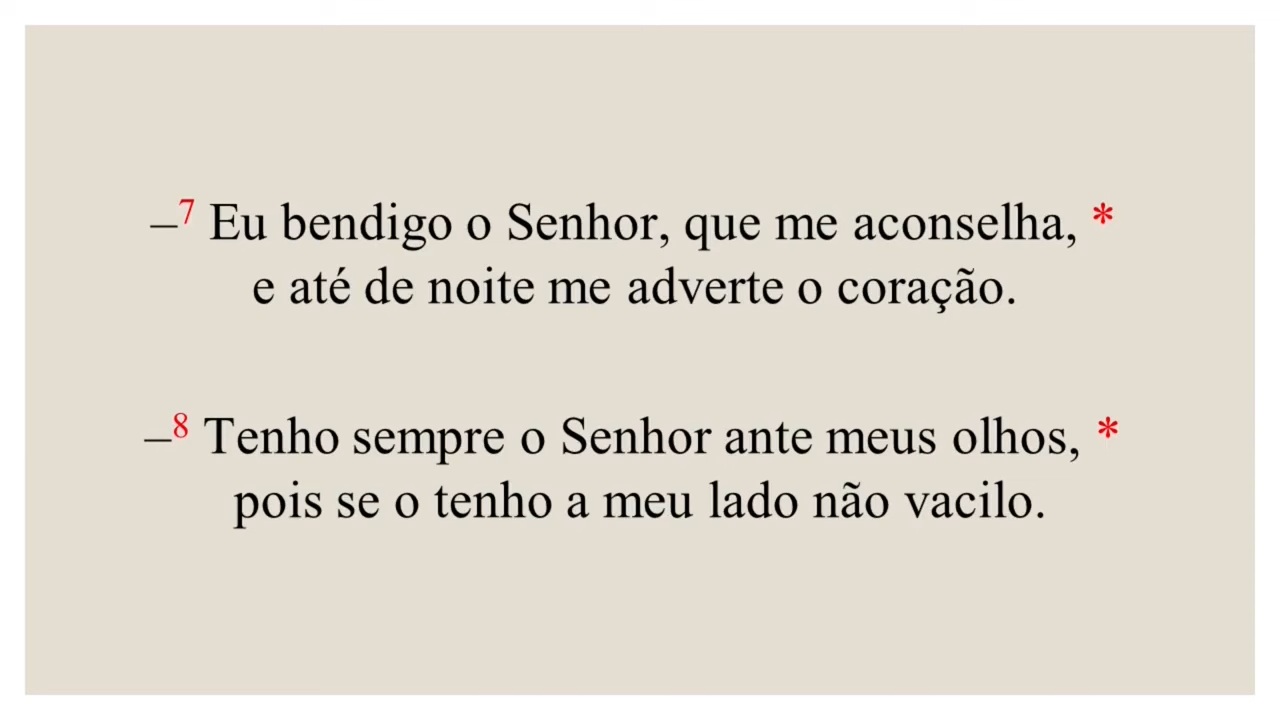 –7 Eu bendigo o Senhor, que me aconselha, *
e até de noite me adverte o coração.
–8 Tenho sempre o Senhor ante meus olhos, *
pois se o tenho a meu lado não vacilo.